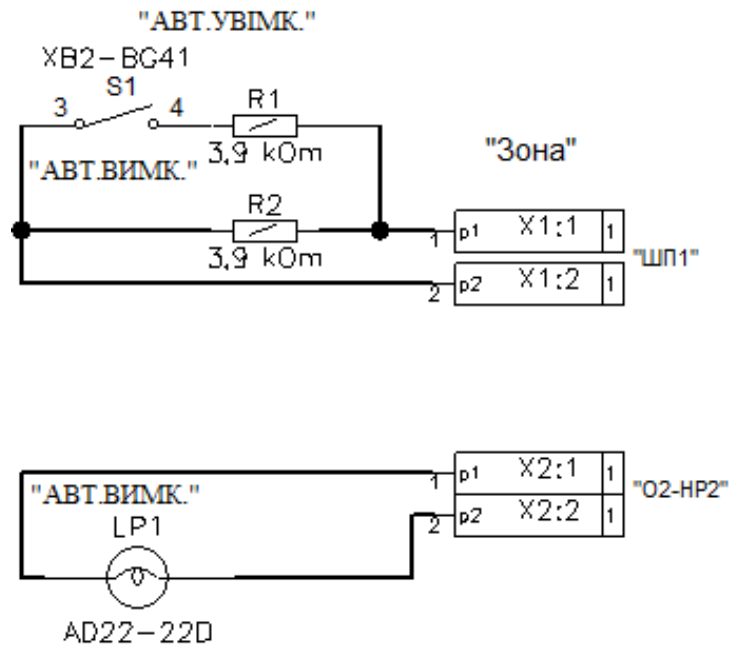 "АВТ.УВІМК."
XB2-BG41
S1
3 4 R1
3,9 kOm
"Зона"
"АВТ.ВИМК."
R2
3,9 kOm
1 p1 X1:1 1
"ШП1"
2 p2 X1:2 1
1 p1 X2:1 1
"О2-НР2"
"АВТ.ВИМК."
2 p2 X2:2 1
LP1
AD22-22D